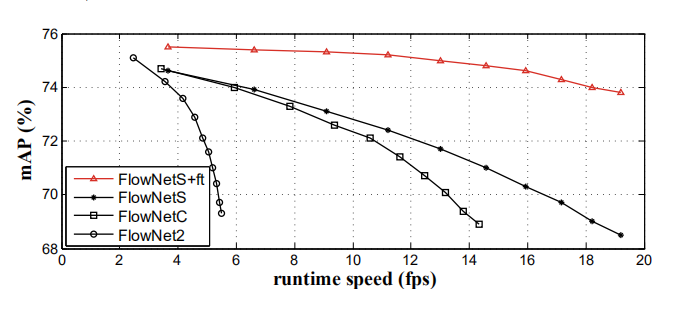 76
74
72
70
68
mAP (%)
FlowNetS+ft
FlowNetS
FlowNetC
FlowNet2
0 2 4 6 8 10 12 14 16 18 20
runtime speed (fps)